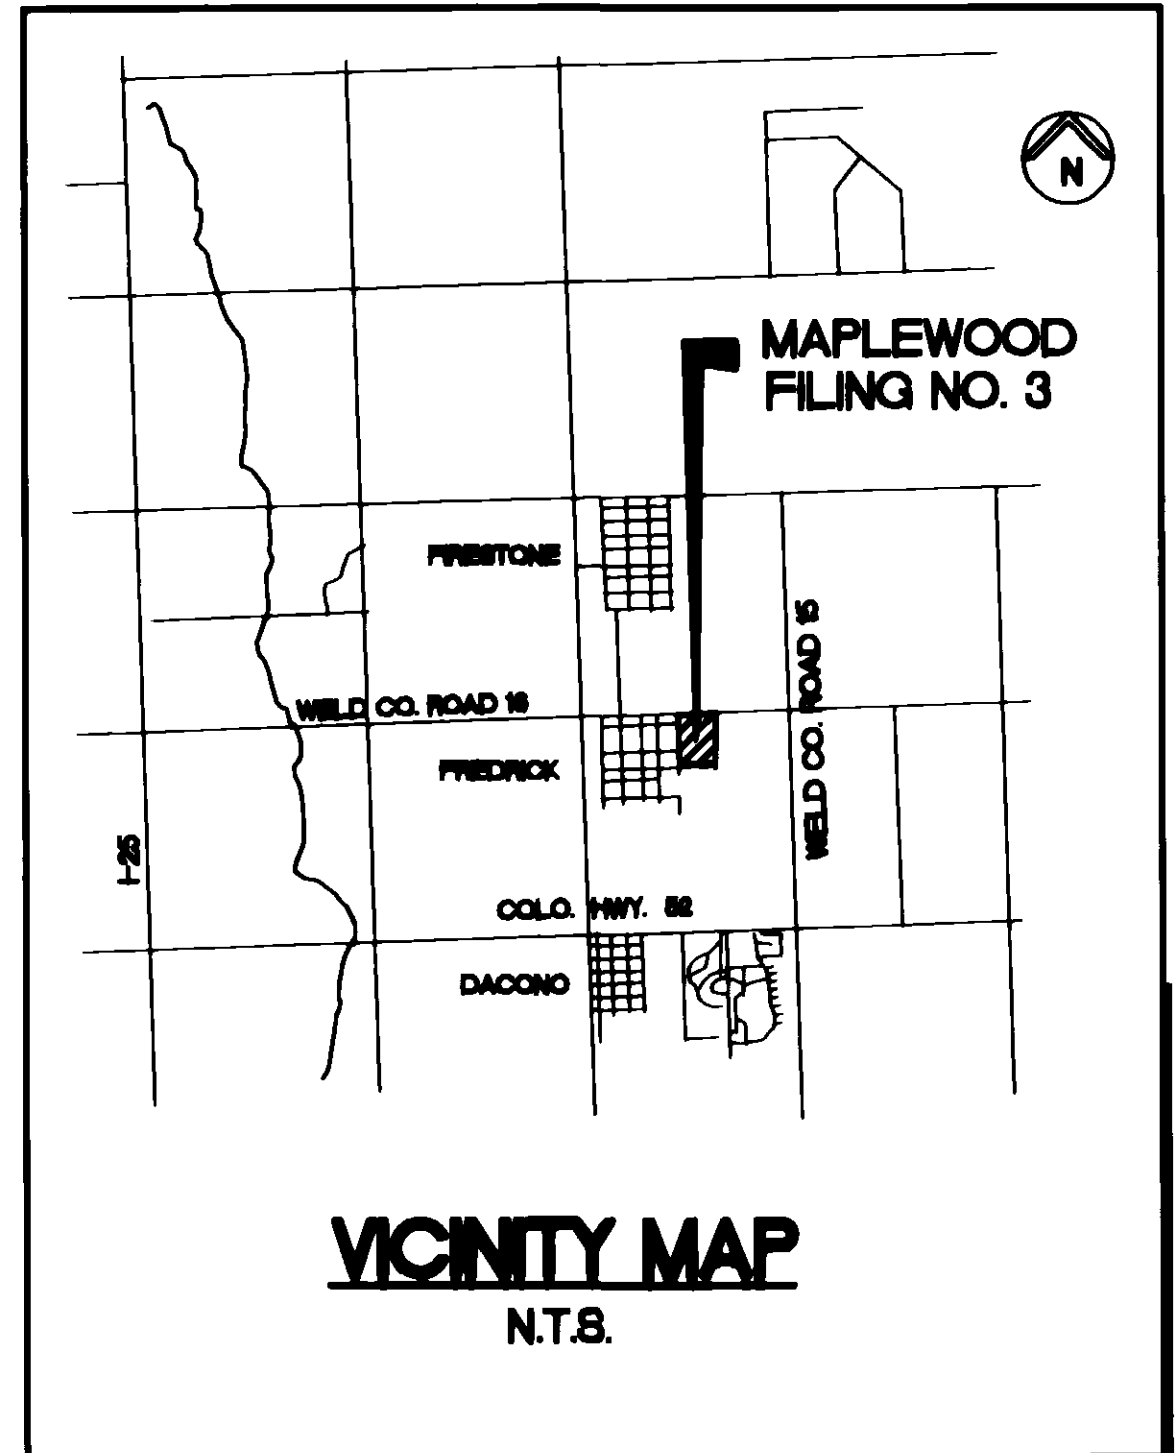 N
MAPLEWOOD
FILING NO. 3
FIRESTONE
WELD CO. ROAD 15
WELD CO. ROAD 16
FREDRICK
I-25
COLO. HWY. 52
DACONO
VICINITY MAP
N.T.S.